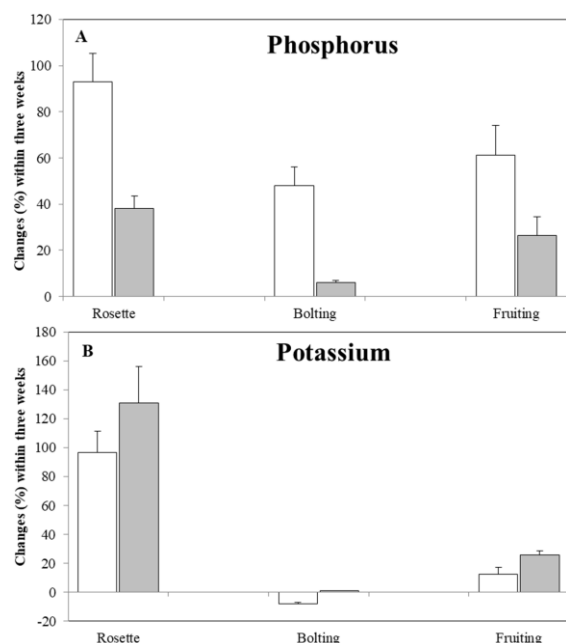 Phosphorus
A
Changes (%) within three weeks
120
100
80
60
40
20
0
Rosette
Bolting
Fruiting
Potassium
B
Changes (%) within three weeks
180
160
140
120
100
80
60
40
20
0
-20
Rosette
Bolting
Fruiting